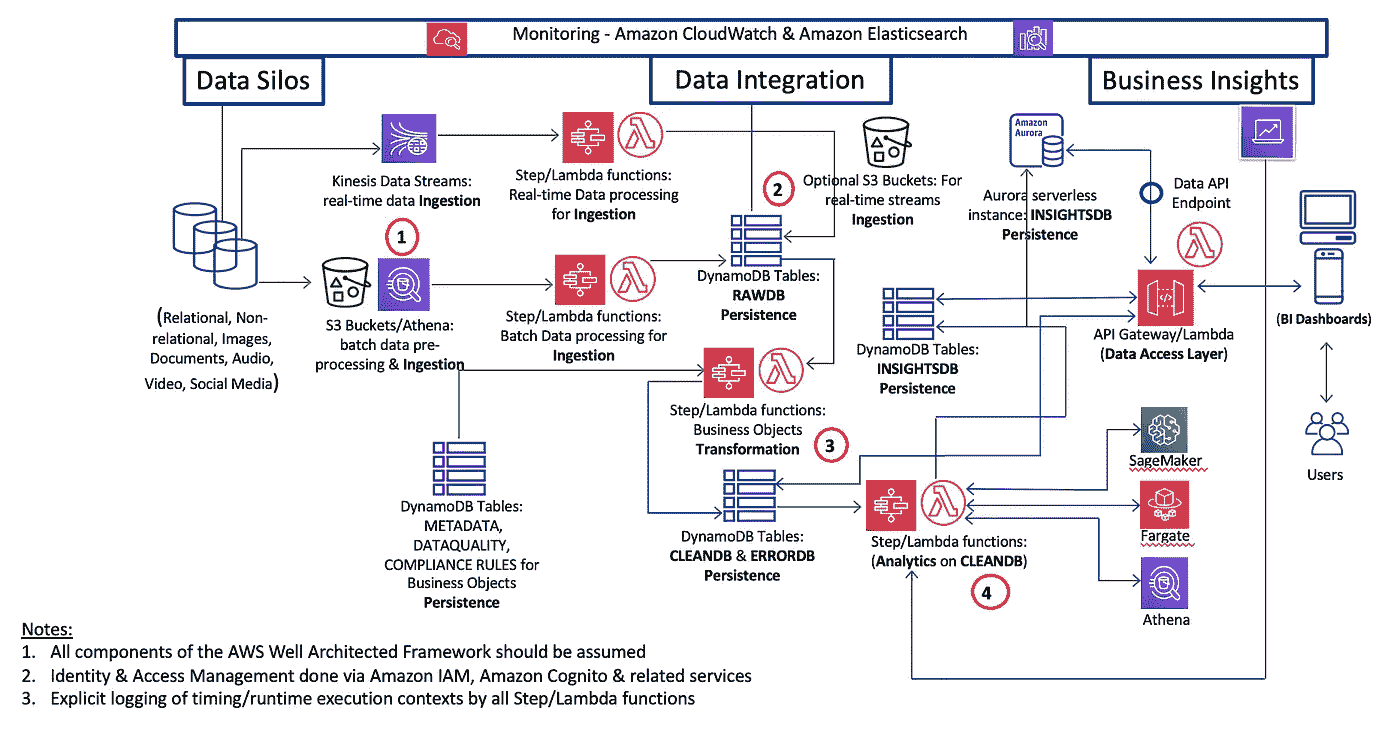 Monitoring - Amazon CloudWatch & Amazon Elasticsearch
Data Silos
Data Integration
Business Insights
Kinesis Data Streams:
real-time data Ingestion
Step/Lambda functions:
Real-time Data processing
for Ingestion
2
Optional S3 Buckets: For
real-time streams
Ingestion
Amazon
Aurora
Aurora serverless
instance: INSIGHTSDB
Persistence
Data API
Endpoint
1
(Relational, Non-
relational, Images,
Documents, Audio,
Video, Social Media)
S3 Buckets/Athena:
batch data pre-
processing & Ingestion
Step/Lambda functions:
Batch Data processing for
Ingestion
DynamoDB Tables:
RAWDB
Persistence
DynamoDB Tables:
INSIGHTSDB
Persistence
API Gateway/Lambda
(Data Access Layer)
(BI Dashboards)
Users
Step/Lambda functions:
Business Objects
Transformation
3
DynamoDB Tables:
METADATA,
DATAQUALITY,
COMPLIANCE RULES for
Business Objects
Persistence
DynamoDB Tables:
CLEANDB & ERRORDB
Persistence
Step/Lambda functions:
(Analytics on CLEANDB)
4
SageMaker
Fargate
Athena
Notes:
1. All components of the AWS Well Architected Framework should be assumed
2. Identity & Access Management done via Amazon IAM, Amazon Cognito & related services
3. Explicit logging of timing/runtime execution contexts by all Step/Lambda functions